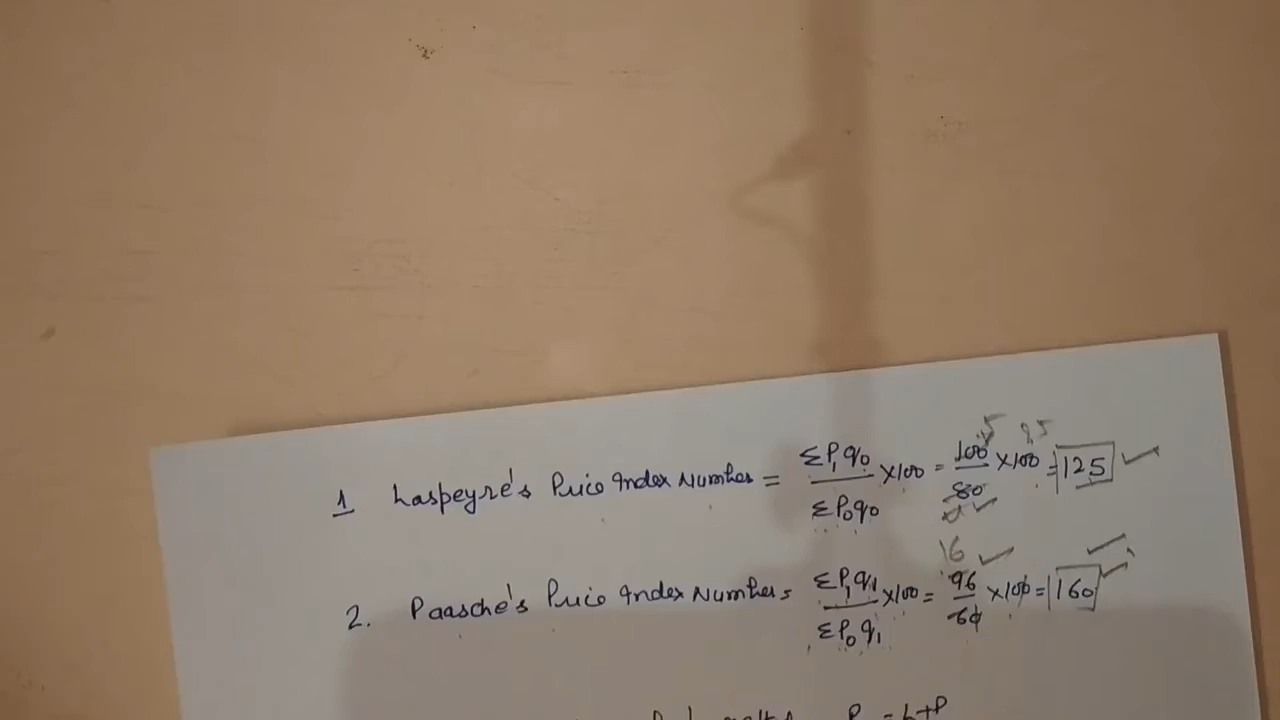 1 Laspeyre's Price Index Number = ΣP₁q₀ / ΣP₀q₀ ×100 = 100/80 ×100 = 125 ✓
2. Paasche's Price Index Number = ΣP₁q₁ / ΣP₀q₁ ×100 = 96/60 ×100 = 160 ✓
= L+P